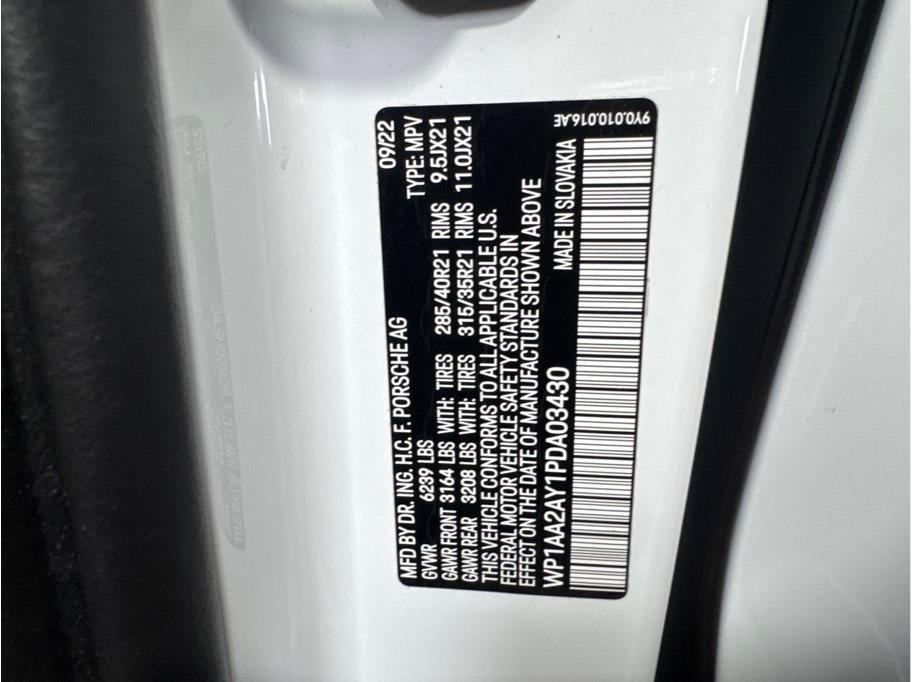 MFD BY DR. ING. H.C. F. PORSCHE AG 09/22
GVWR 6239 LBS TYPE: MPV
GAWR FRONT 3164 LBS WITH: TIRES 285/40R21 RIMS 9.5JX21
GAWR REAR 3208 LBS WITH: TIRES 315/35R21 RIMS 11.0JX21
THIS VEHICLE CONFORMS TO ALL APPLICABLE U.S.
FEDERAL MOTOR VEHICLE SAFETY STANDARDS IN
EFFECT ON THE DATE OF MANUFACTURE SHOWN ABOVE
WP1AA2AY1PDA03430 MADE IN SLOVAKIA
9Y0.010.016.AE